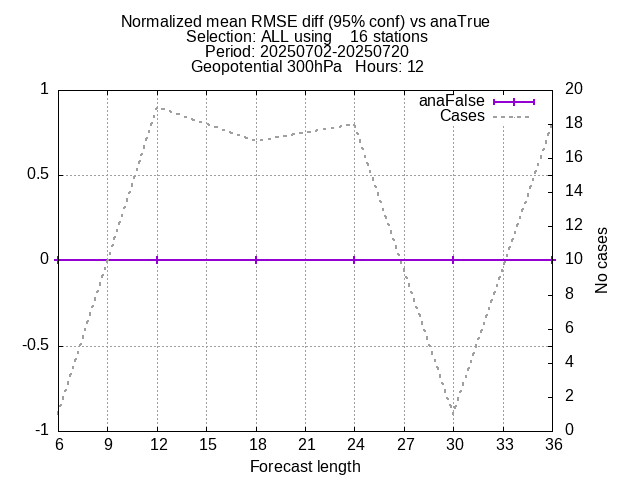 Normalized mean RMSE diff (95% conf) vs anaTrue
Selection: ALL using    16 stations
Period: 20250702-20250720
Geopotential 300hPa   Hours: 12
anaFalse
Cases
1
0.5
0
-0.5
-1
20
18
16
14
12
10
8
6
4
2
0
No cases
6 9 12 15 18 21 24 27 30 33 36
Forecast length